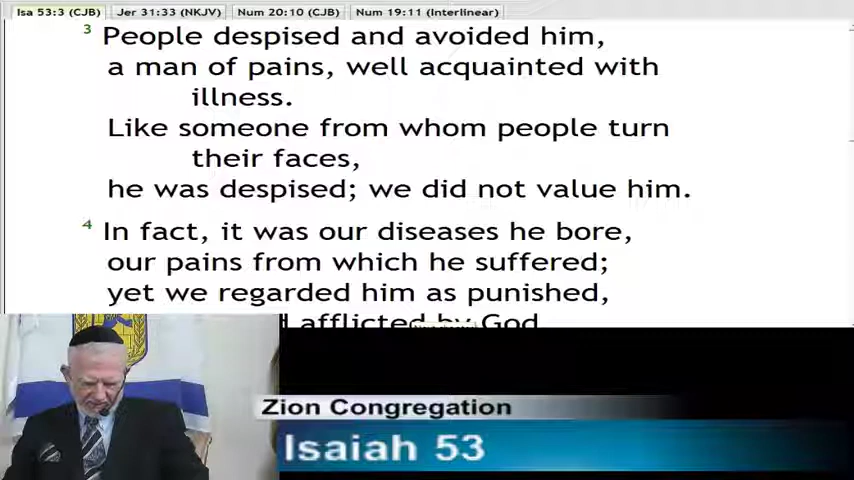 Isa 53:3 (CJB) Jer 31:33 (NKJV) Num 20:10 (CJB) Num 19:11 (Interlinear)
3 People despised and avoided him,
a man of pains, well acquainted with
illness.
Like someone from whom people turn
their faces,
he was despised; we did not value him.
4 In fact, it was our diseases he bore,
our pains from which he suffered;
yet we regarded him as punished,
afflicted by God
Zion Congregation
Isaiah 53